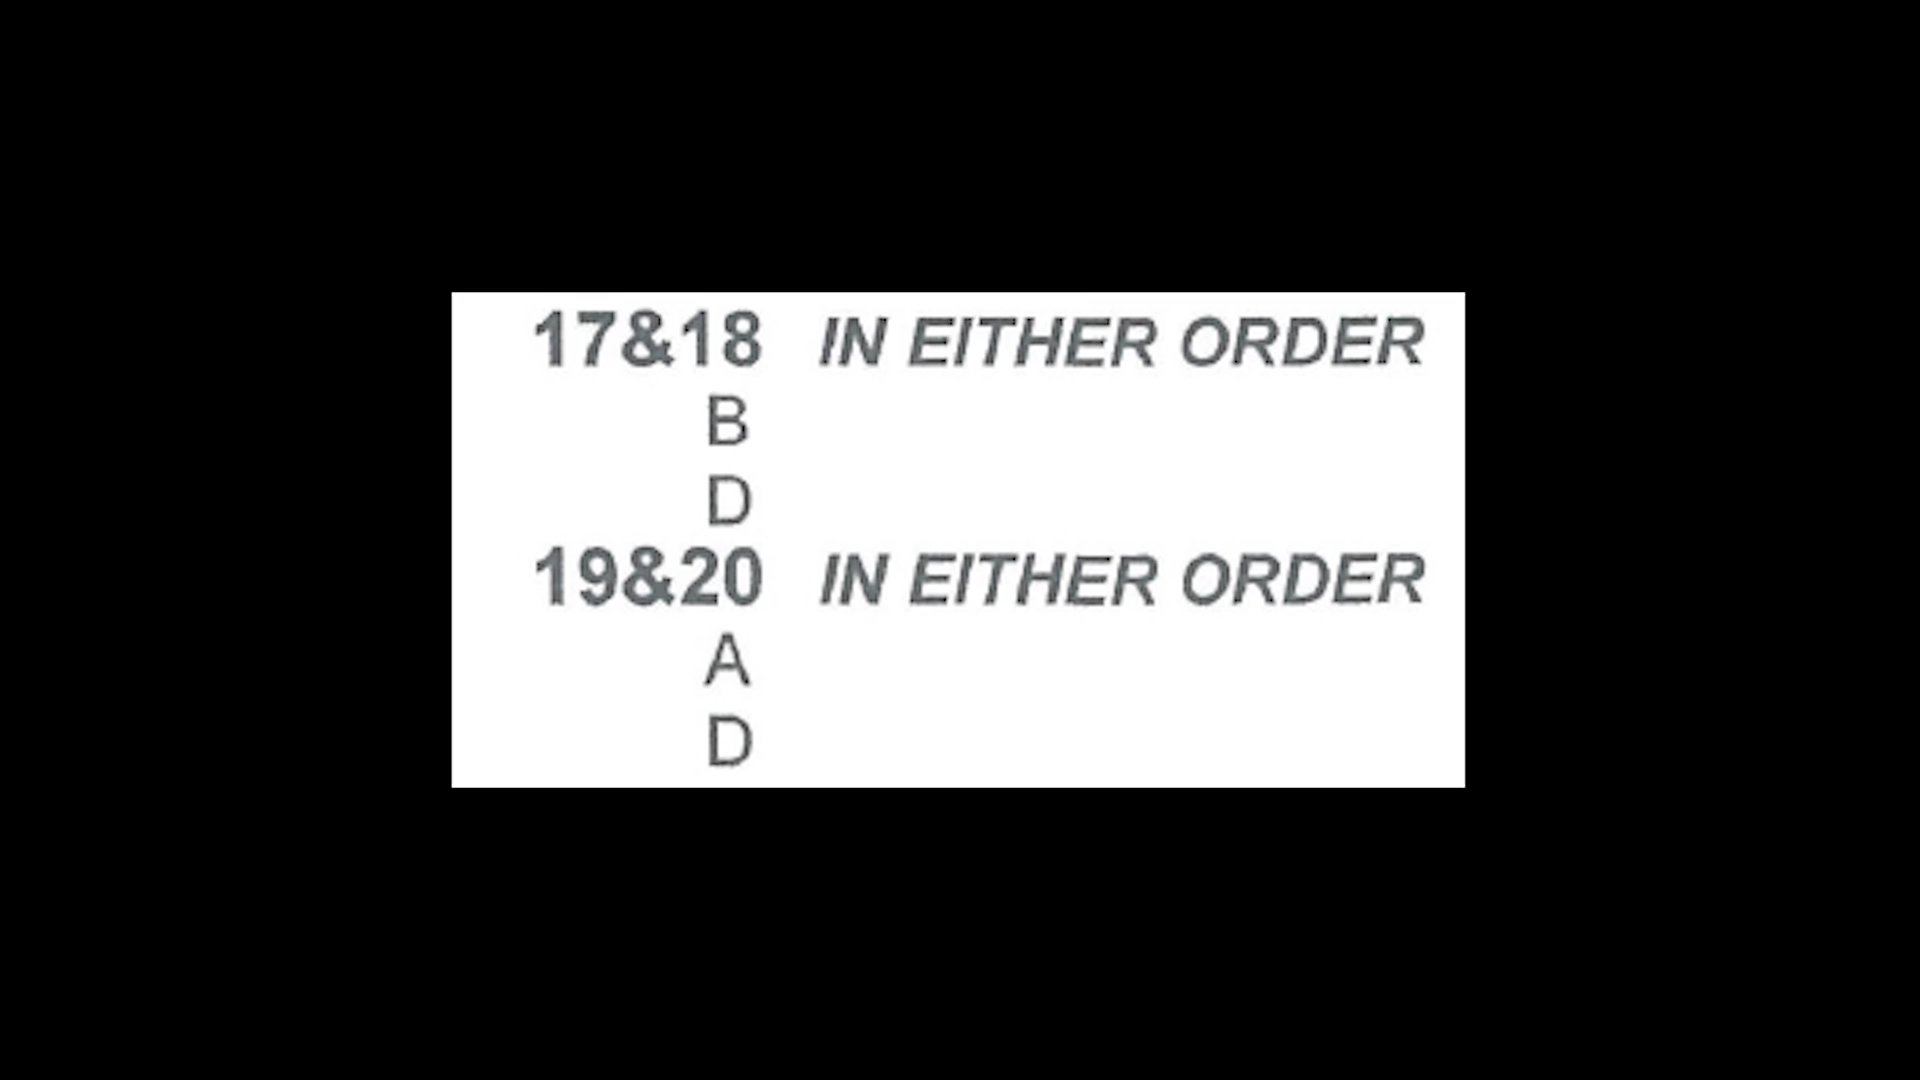 17&18 IN EITHER ORDER
B
D
19&20 IN EITHER ORDER
A
D